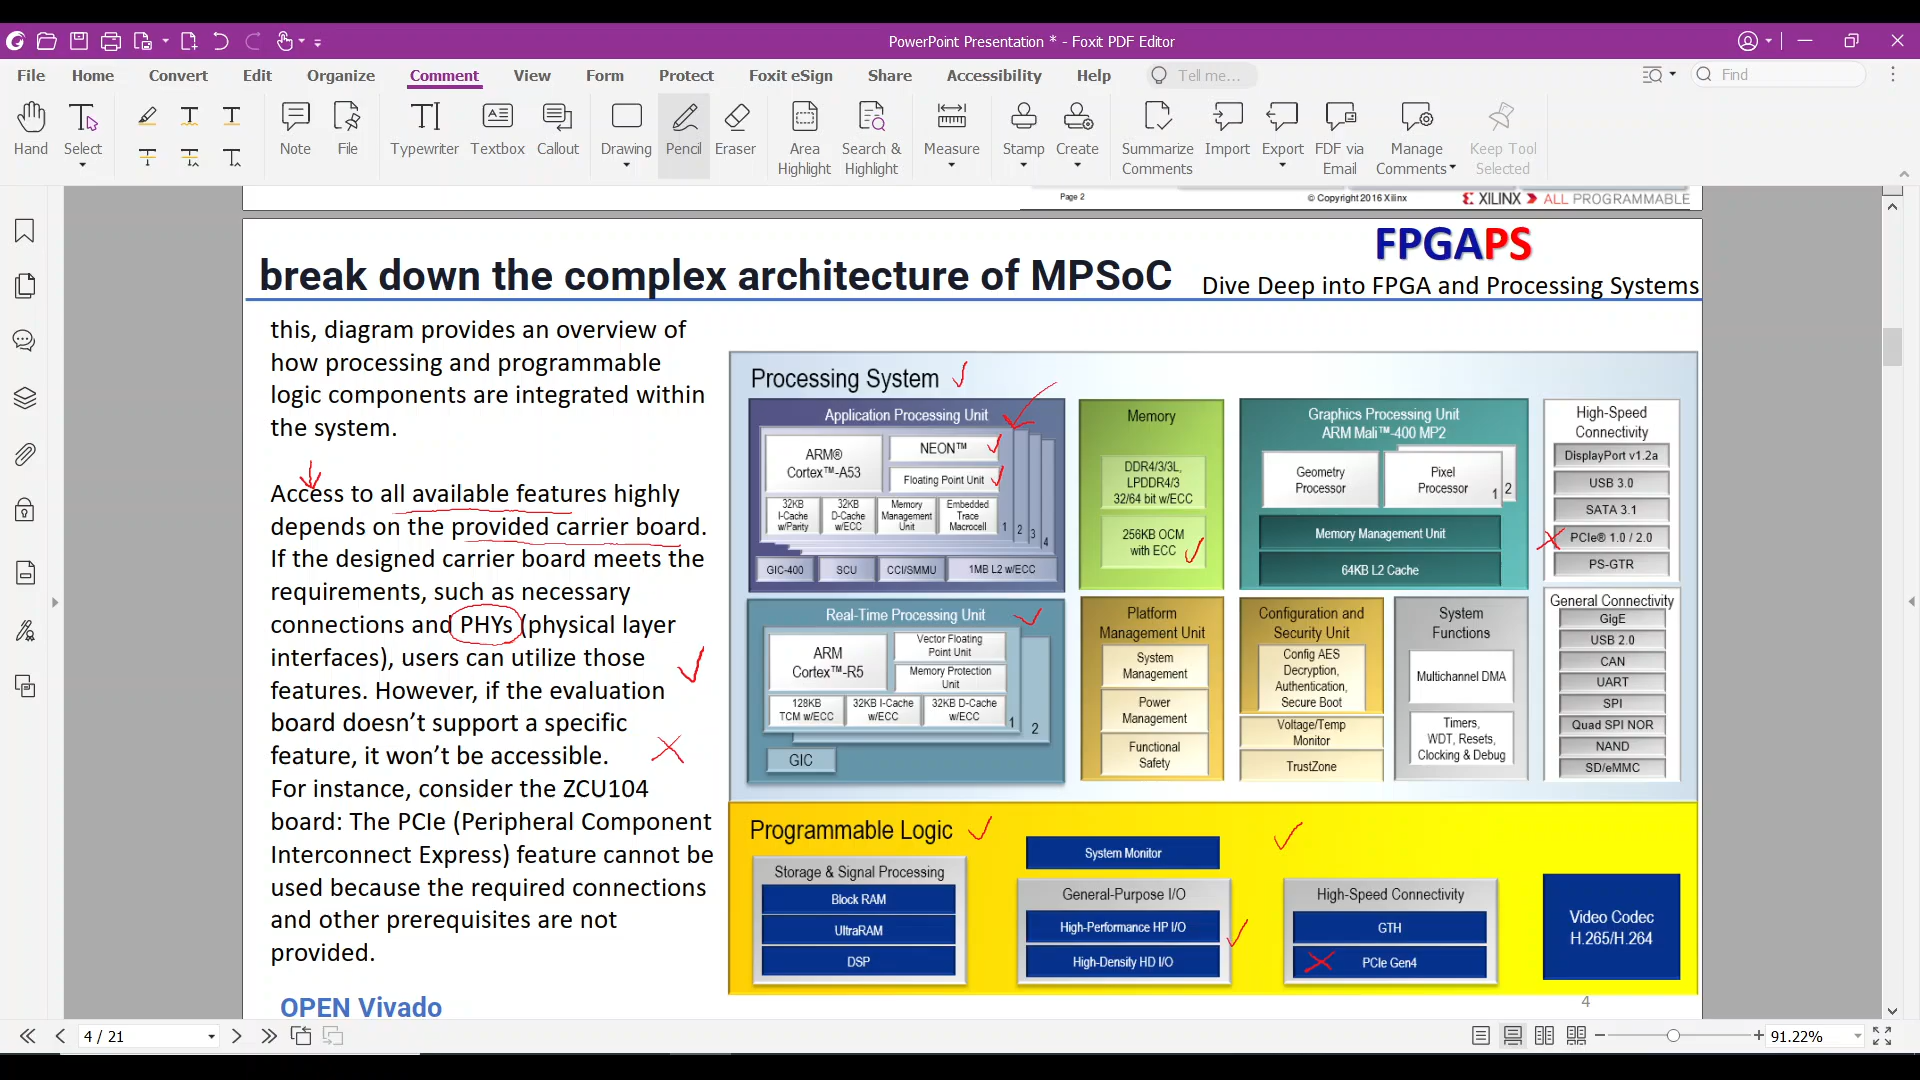 PowerPoint Presentation * - Foxit PDF Editor
File Home Convert Edit Organize Comment View Form Protect Foxit eSign Share Accessibility Help Tell me... Find
Hand Select Note File Typewriter Textbox Callout Drawing Pencil Eraser Area Highlight Search & Highlight Measure Stamp Create Summarize Comments Import Export FDF via Email Manage Comments Keep Tool Selected
Page 2 © Copyright 2016 Xilinx XILINX ALL PROGRAMMABLE
FPGAPS
break down the complex architecture of MPSoC
Dive Deep into FPGA and Processing Systems
this, diagram provides an overview of
how processing and programmable
logic components are integrated within
the system.
Access to all available features highly
depends on the provided carrier board.
If the designed carrier board meets the
requirements, such as necessary
connections and PHYs (physical layer
interfaces), users can utilize those
features. However, if the evaluation
board doesn't support a specific
feature, it won't be accessible.
For instance, consider the ZCU104
board: The PCIe (Peripheral Component
Interconnect Express) feature cannot be
used because the required connections
and other prerequisites are not
provided.
OPEN Vivado
Processing System
Application Processing Unit
ARM®
Cortex™-A53
NEON™
Floating Point Unit
32KB
I-Cache
w/Parity
32KB
D-Cache
w/ECC
Memory
Management
Unit
Embedded
Trace
Macrocell
1
2
3
4
GIC-400
SCU
CCI/SMMU
1MB L2 w/ECC
Memory
DDR4/3/3L,
LPDDR4/3
32/64 bit w/ECC
256KB OCM
with ECC
Graphics Processing Unit
ARM Mali™-400 MP2
Geometry
Processor
Pixel
Processor
1
2
Memory Management Unit
64KB L2 Cache
High-Speed
Connectivity
DisplayPort v1.2a
USB 3.0
SATA 3.1
PCIe® 1.0 / 2.0
PS-GTR
Real-Time Processing Unit
ARM
Cortex™-R5
Vector Floating
Point Unit
Memory Protection
Unit
128KB
TCM w/ECC
32KB I-Cache
w/ECC
32KB D-Cache
w/ECC
1
2
GIC
Platform
Management Unit
System
Management
Power
Management
Functional
Safety
Configuration and
Security Unit
Config AES
Decryption,
Authentication,
Secure Boot
Voltage/Temp
Monitor
TrustZone
System
Functions
Multichannel DMA
Timers,
WDT, Resets,
Clocking & Debug
General Connectivity
GigE
USB 2.0
CAN
UART
SPI
Quad SPI NOR
NAND
SD/eMMC
Programmable Logic
Storage & Signal Processing
Block RAM
UltraRAM
DSP
System Monitor
General-Purpose I/O
High-Performance HP I/O
High-Density HD I/O
High-Speed Connectivity
GTH
PCIe Gen4
Video Codec
H.265/H.264
4
4 / 21
91.22%